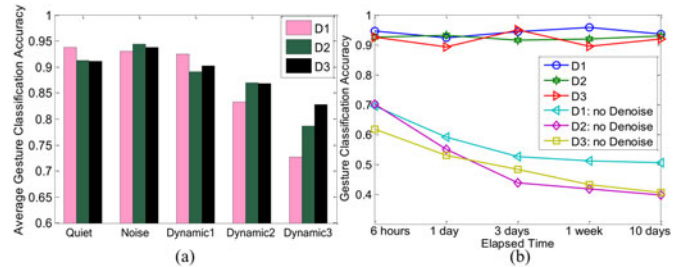 Average Gesture Classification Accuracy
0.95
0.9
0.85
0.8
0.75
0.7
0.65
0.6
D1
D2
D3
Quiet
Noise
Dynamic1
Dynamic2
Dynamic3
(a)
Gesture Classification Accuracy
1
0.9
0.8
0.7
0.6
0.5
0.4
D1
D2
D3
D1: no Denoise
D2: no Denoise
D3: no Denoise
6 hours
1 day
3 days
1 week
10 days
Elapsed Time
(b)